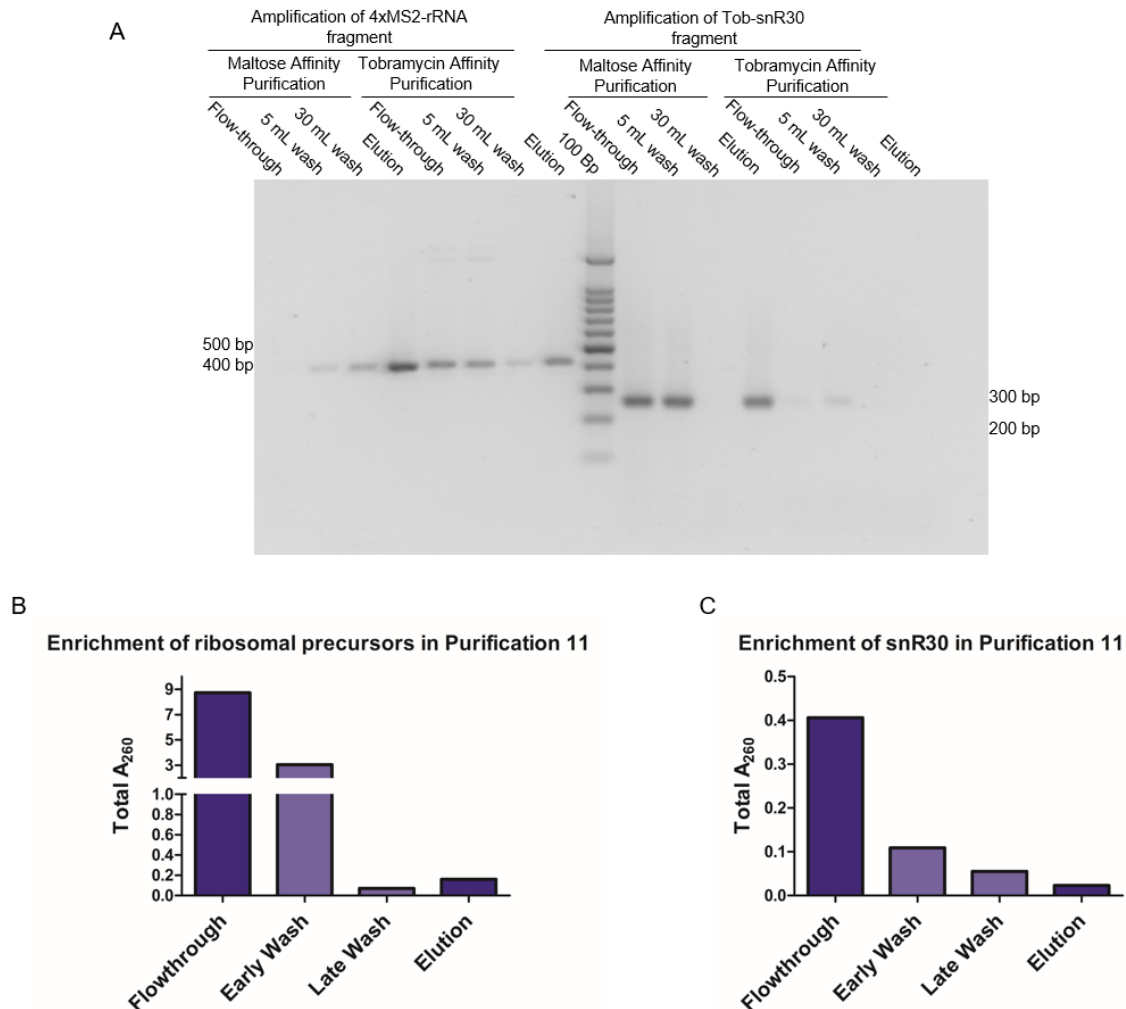 A
Amplification of 4xMS2-rRNA
fragment
Amplification of Tob-snR30
fragment
Maltose Affinity
Purification
Tobramycin Affinity
Purification
Maltose Affinity
Purification
Tobramycin Affinity
Purification
Flow-through
5 mL wash
30 mL wash
Elution
Flow-through
5 mL wash
30 mL wash
Elution
100 Bp
Flow-through
5 mL wash
30 mL wash
Elution
Flow-through
5 mL wash
30 mL wash
Elution
500 bp
400 bp
300 bp
200 bp
B
Enrichment of ribosomal precursors in Purification 11
Total A260
9
7
5
3
1.0
0.8
0.6
0.4
0.2
0.0
Flowthrough
Early Wash
Late Wash
Elution
C
Enrichment of snR30 in Purification 11
Total A260
0.5
0.4
0.3
0.2
0.1
0.0
Flowthrough
Early Wash
Late Wash
Elution